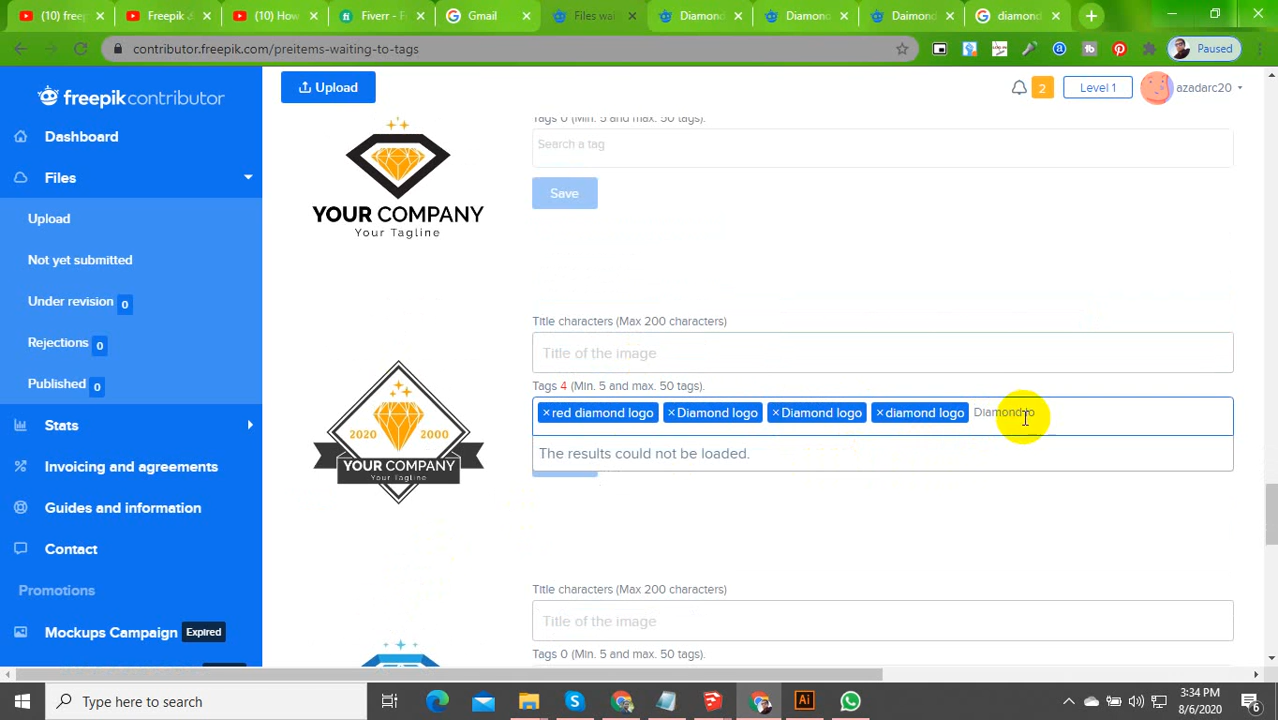 (10) freep
Freepik -
(10) How
Fiverr - F
Gmail
Files wai
Diamond
Diamond
Daimond
diamond
contributor.freepik.com/preitems-waiting-to-tags
Paused
freepikcontributor
Upload
2
Level 1
azadarc20
Dashboard
Files
Upload
Not yet submitted
Under revision 0
Rejections 0
Published 0
Stats
Invoicing and agreements
Guides and information
Contact
Promotions
Mockups Campaign Expired
YOUR COMPANY
Your Tagline
Tags 0 (Min. 5 and max. 50 tags).
Search a tag
Save
2020 2000
YOUR COMPANY
Your Tagline
Title characters (Max 200 characters)
Title of the image
Tags 4 (Min. 5 and max. 50 tags).
×red diamond logo ×Diamond logo ×Diamond logo ×diamond logo Diamond lo
The results could not be loaded.
Title characters (Max 200 characters)
Title of the image
Tags 0 (Min. 5 and max. 50 tags).
Type here to search
Ai
3:34 PM
8/6/2020
6